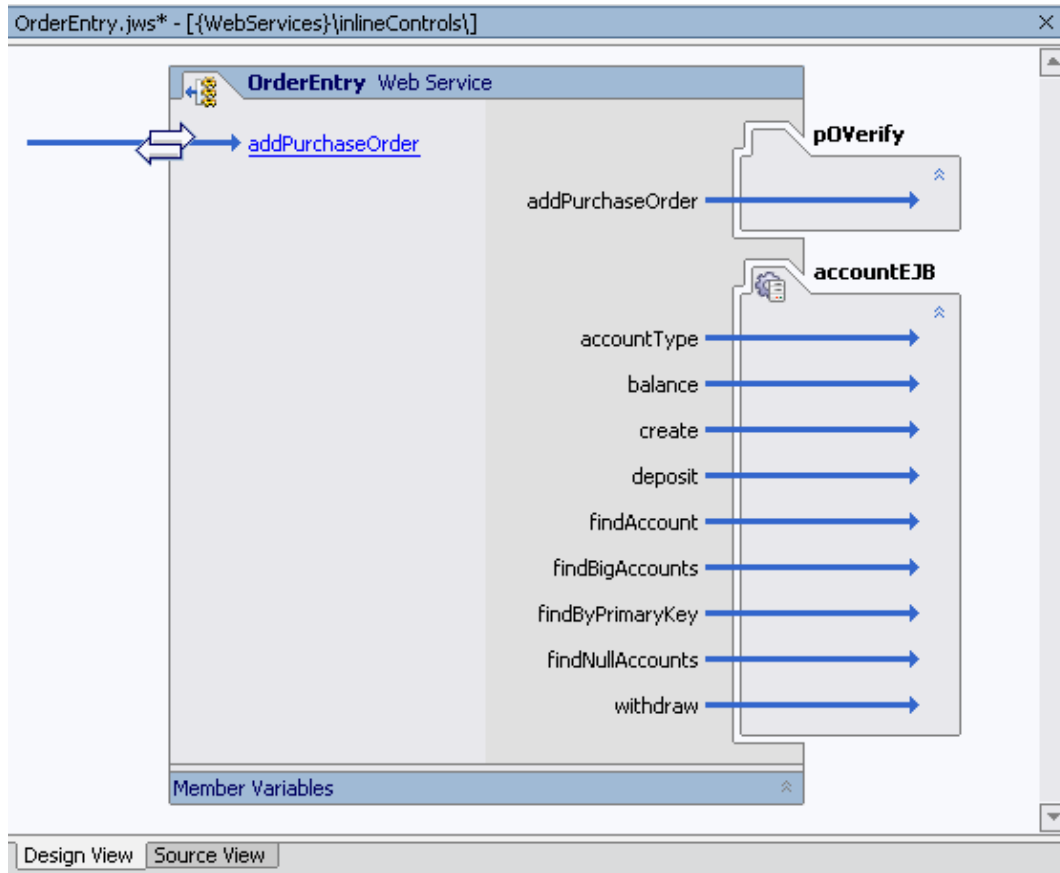 OrderEntry.jws* - [{WebServices}\inlineControls\]
OrderEntry Web Service
addPurchaseOrder
pOVerify
addPurchaseOrder
accountEJB
accountType
balance
create
deposit
findAccount
findBigAccounts
findByPrimaryKey
findNullAccounts
withdraw
Member Variables
Design View Source View